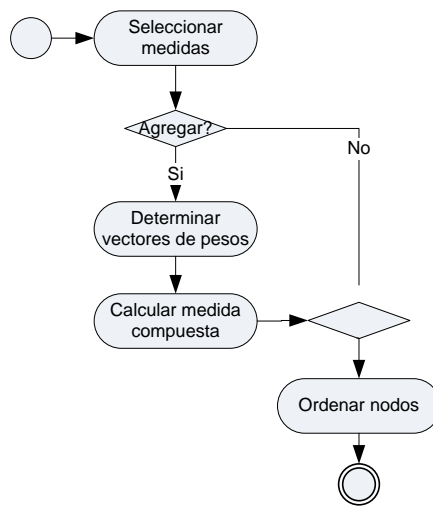 Seleccionar
medidas
Agregar?
No
Si
Determinar
vectores de pesos
Calcular medida
compuesta
Ordenar nodos